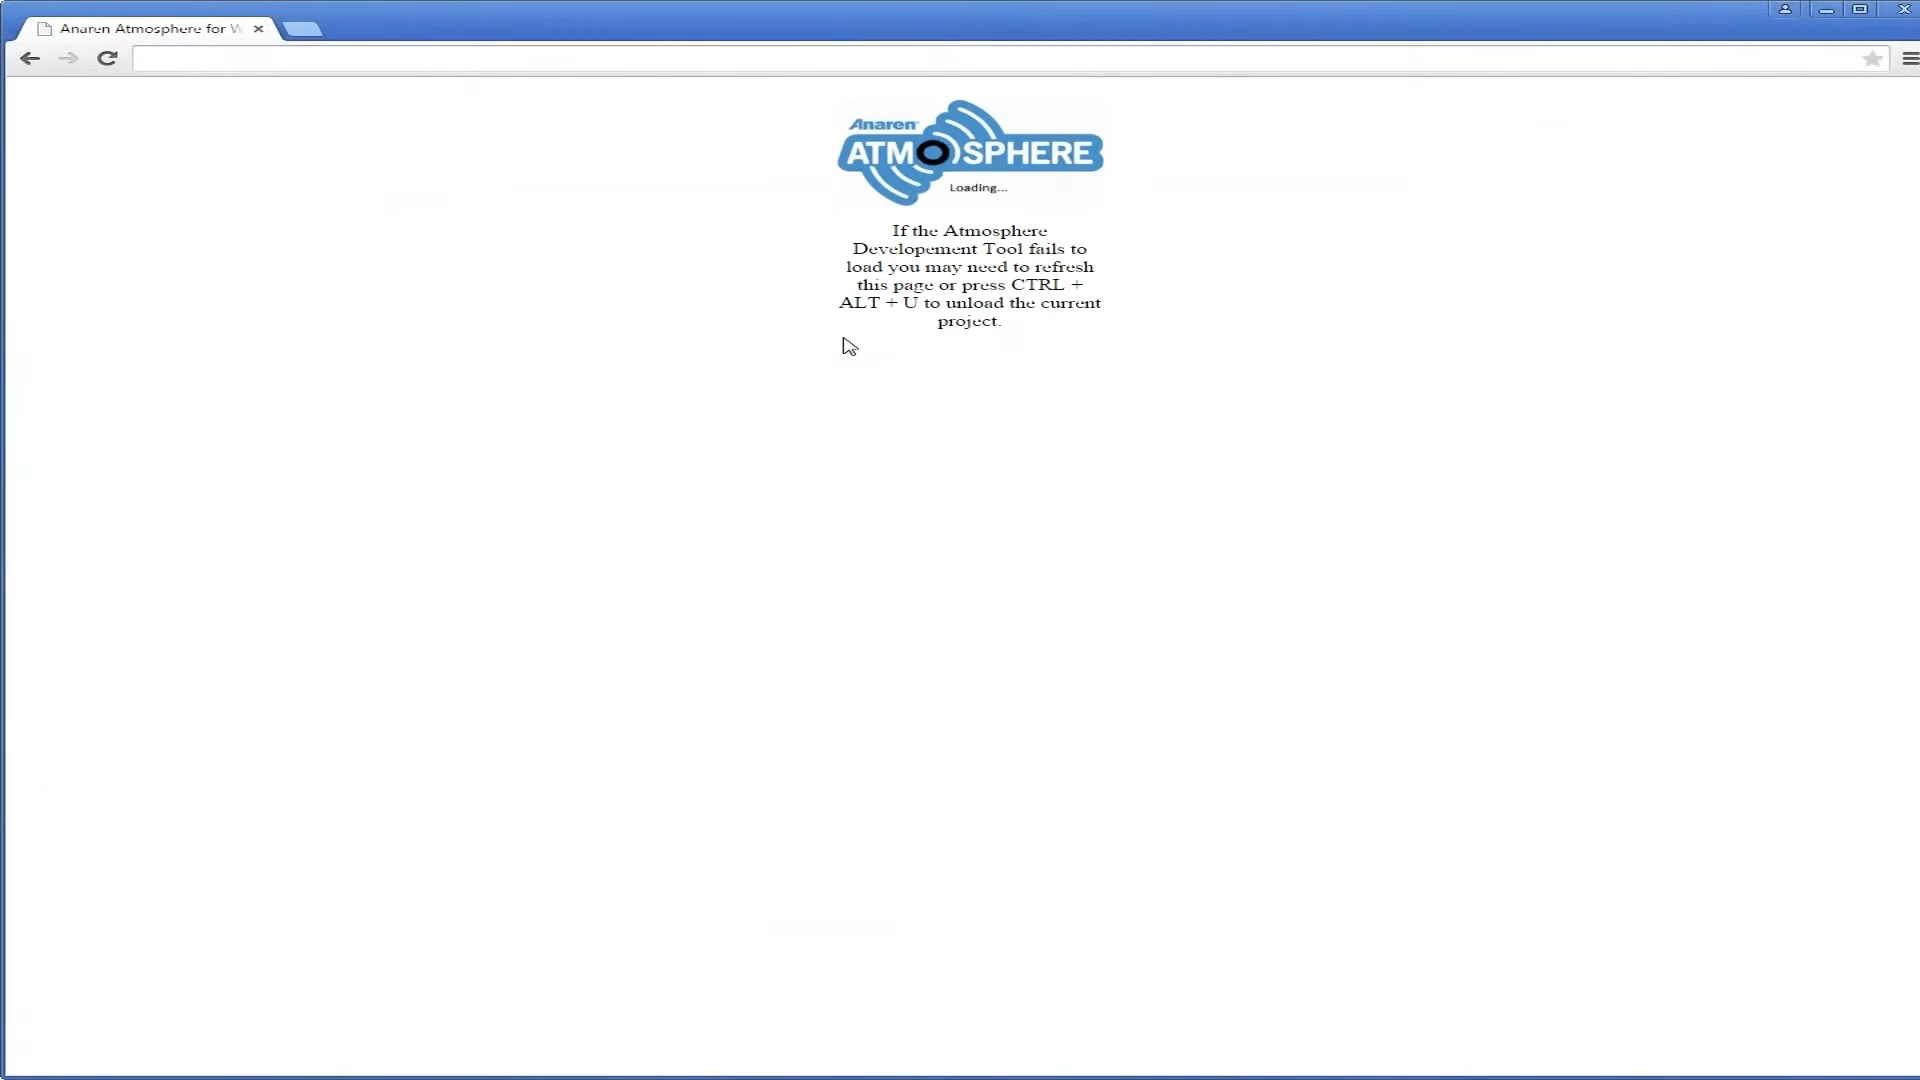 Anaren Atmosphere for W
Anaren
ATMOSPHERE
Loading...
If the Atmosphere
Developement Tool fails to
load you may need to refresh
this page or press CTRL +
ALT + U to unload the current
project.